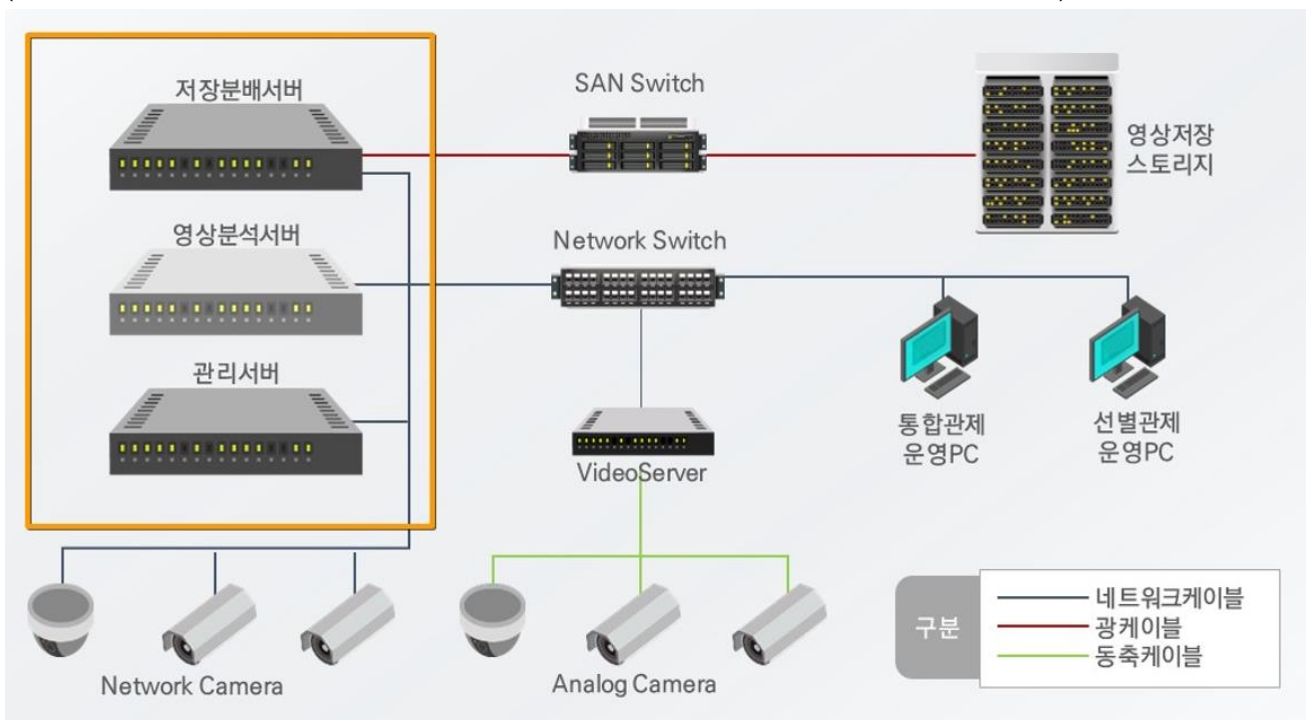 저장분배서버
SAN Switch
영상저장
스토리지
영상분석서버
Network Switch
관리서버
통합관제
운영PC
선별관제
운영PC
VideoServer
Network Camera
Analog Camera
구분
네트워크케이블
광케이블
동축케이블